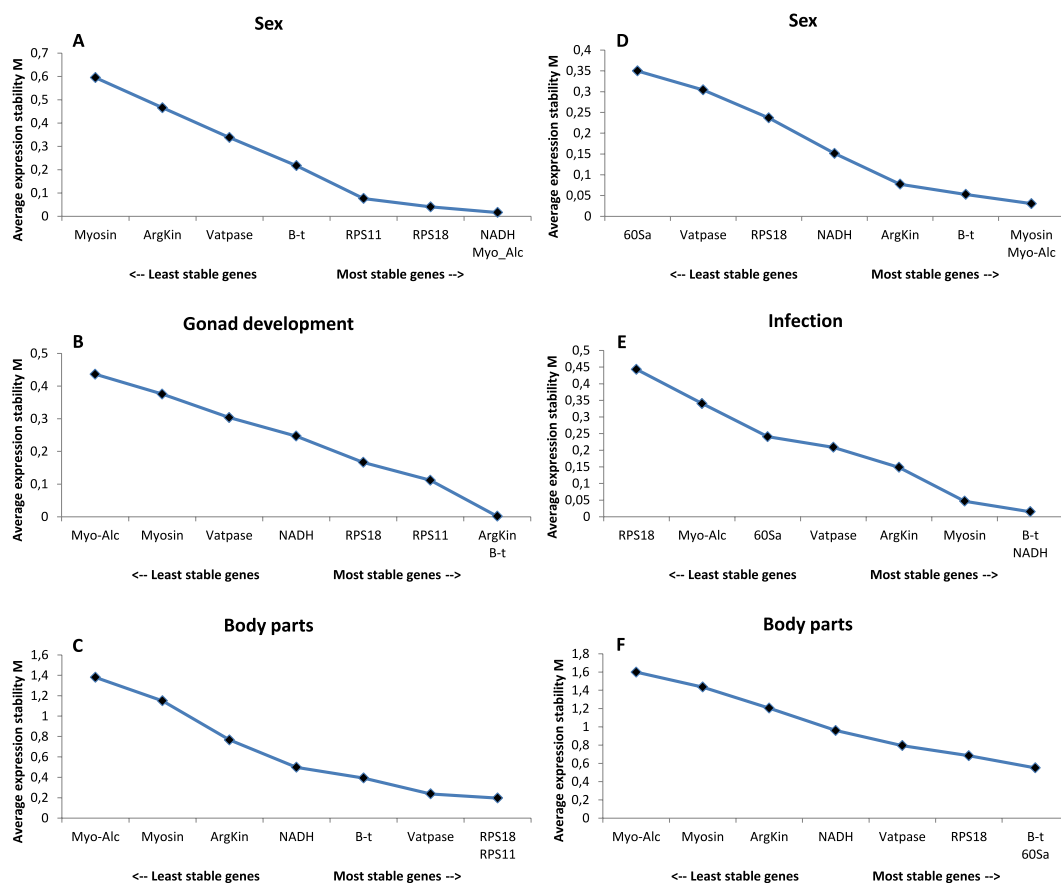 Sex
A
Average expression stability M
0,7
0,6
0,5
0,4
0,3
0,2
0,1
0
Myosin ArgKin Vatpase B-t RPS11 RPS18 NADH
Myo_Alc
<-- Least stable genes Most stable genes -->
Sex
D
Average expression stability M
0,4
0,35
0,3
0,25
0,2
0,15
0,1
0,05
0
60Sa Vatpase RPS18 NADH ArgKin B-t Myosin
Myo-Alc
<-- Least stable genes Most stable genes -->
Gonad development
B
Average expression stability M
0,5
0,4
0,3
0,2
0,1
0
Myo-Alc Myosin Vatpase NADH RPS18 RPS11 ArgKin
B-t
<-- Least stable genes Most stable genes -->
Infection
E
Average expression stability M
0,5
0,45
0,4
0,35
0,3
0,25
0,2
0,15
0,1
0,05
0
RPS18 Myo-Alc 60Sa Vatpase ArgKin Myosin B-t
NADH
<-- Least stable genes Most stable genes -->
Body parts
C
Average expression stability M
1,6
1,4
1,2
1
0,8
0,6
0,4
0,2
0
Myo-Alc Myosin ArgKin NADH B-t Vatpase RPS18
RPS11
<-- Least stable genes Most stable genes -->
Body parts
F
Average expression stability M
1,8
1,6
1,4
1,2
1
0,8
0,6
0,4
0,2
0
Myo-Alc Myosin ArgKin NADH Vatpase RPS18 B-t
60Sa
<-- Least stable genes Most stable genes -->